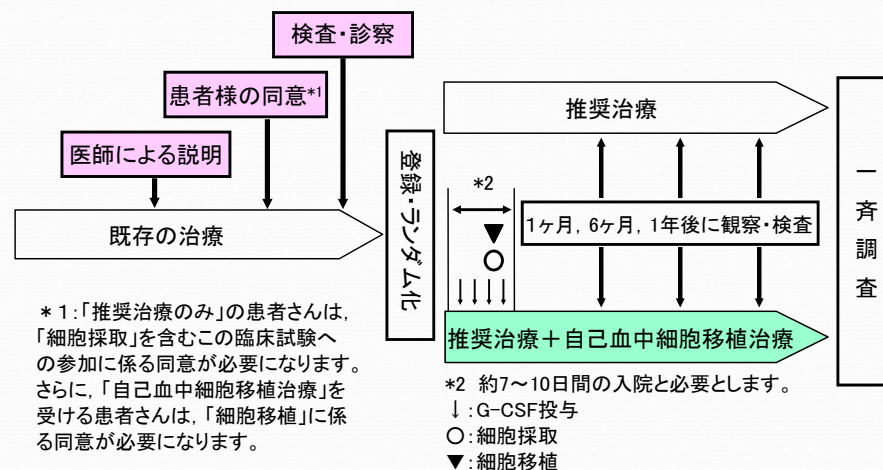 検査・診察
患者様の同意*1
医師による説明
既存の治療
登録・ランダム化
推奨治療
*2
1ヶ月, 6ヶ月, 1年後に観察・検査
推奨治療＋自己血中細胞移植治療
一斉調査
＊1:「推奨治療のみ」の患者さんは,
「細胞採取」を含むこの臨床試験へ
の参加に係る同意が必要になります。
さらに,「自己血中細胞移植治療」を
受ける患者さんは,「細胞移植」に係
る同意が必要になります。
*2 約7～10日間の入院と必要とします。
↓:G-CSF投与
○:細胞採取
▼:細胞移植